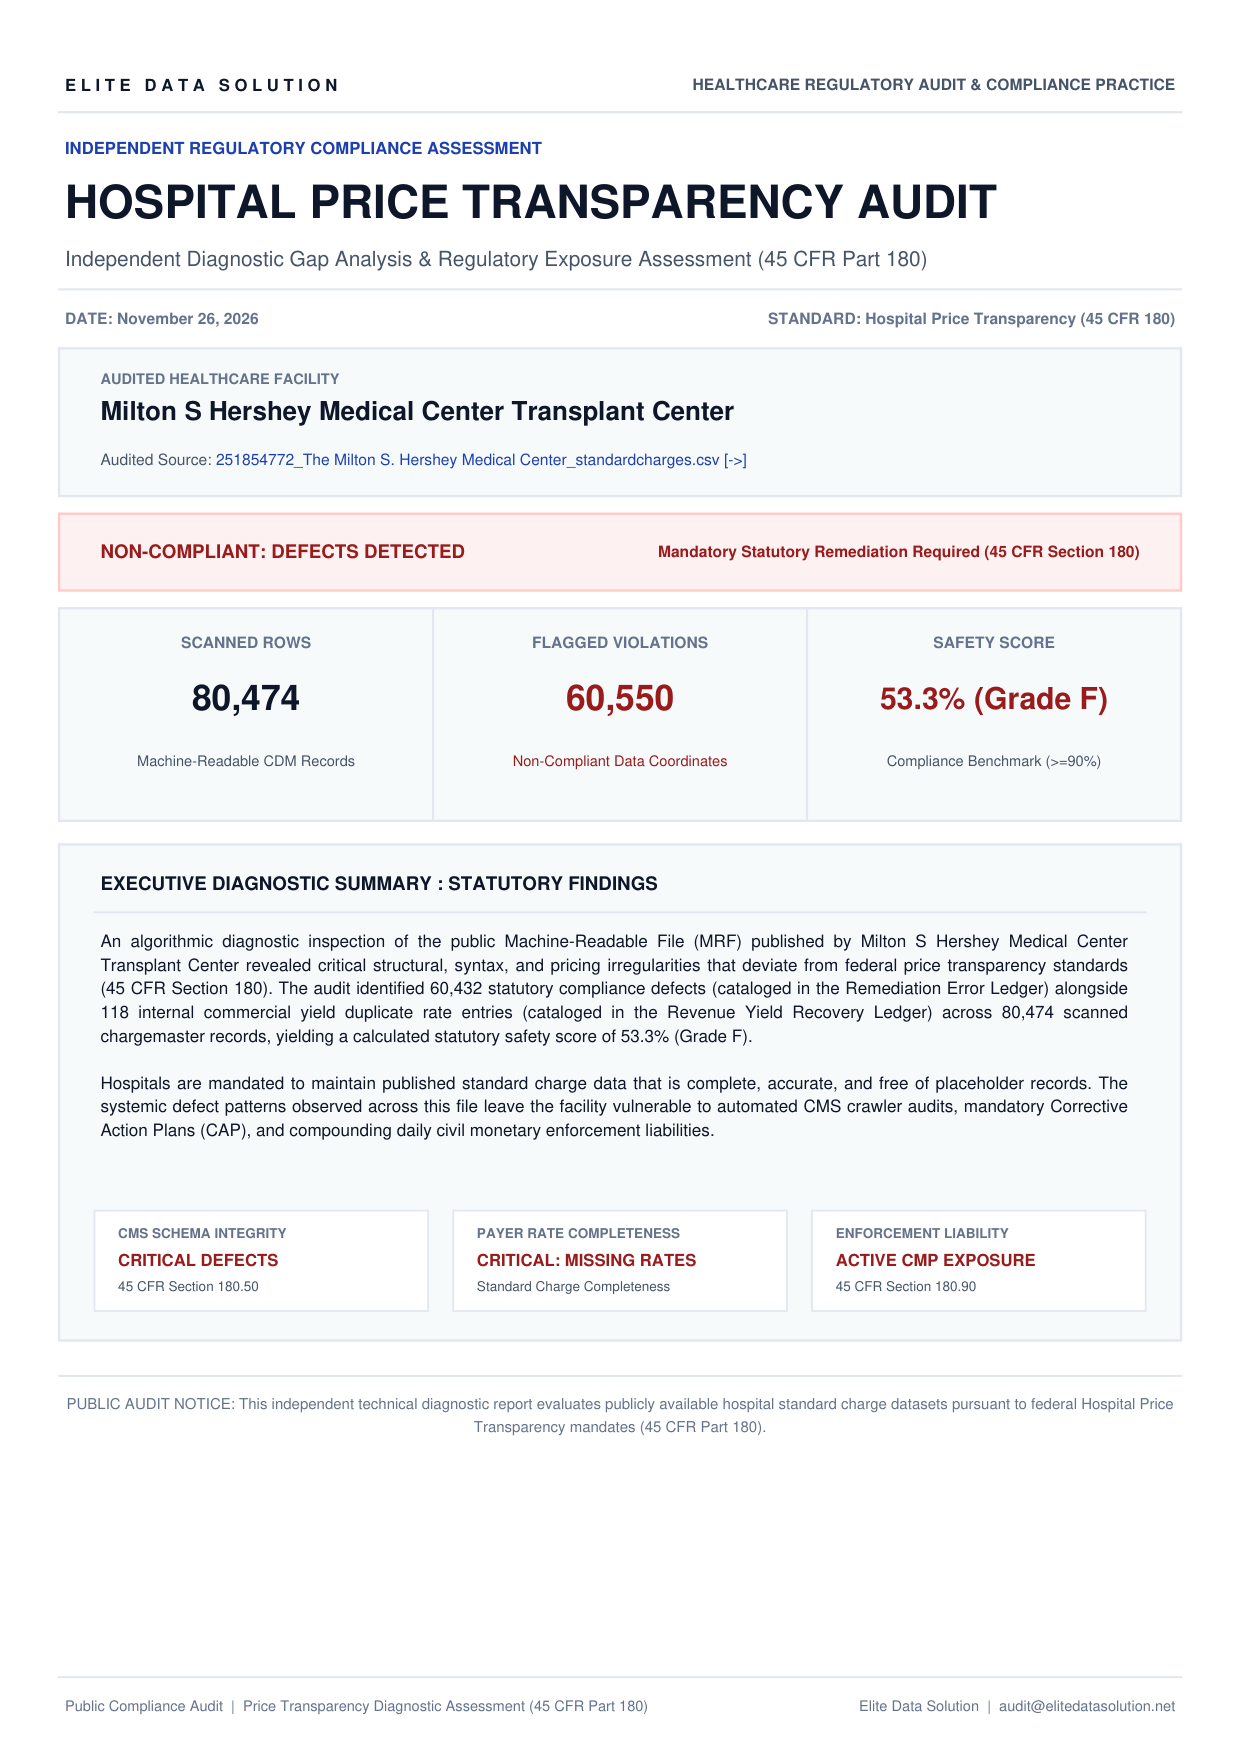 ELITE DATA SOLUTION
HEALTHCARE REGULATORY AUDIT & COMPLIANCE PRACTICE
INDEPENDENT REGULATORY COMPLIANCE ASSESSMENT
HOSPITAL PRICE TRANSPARENCY AUDIT
Independent Diagnostic Gap Analysis & Regulatory Exposure Assessment (45 CFR Part 180)
DATE: November 26, 2026
STANDARD: Hospital Price Transparency (45 CFR 180)
AUDITED HEALTHCARE FACILITY
Milton S Hershey Medical Center Transplant Center
Audited Source: 251854772_The Milton S. Hershey Medical Center_standardcharges.csv [->]
NON-COMPLIANT: DEFECTS DETECTED
Mandatory Statutory Remediation Required (45 CFR Section 180)
SCANNED ROWS
80,474
Machine-Readable CDM Records
FLAGGED VIOLATIONS
60,550
Non-Compliant Data Coordinates
SAFETY SCORE
53.3% (Grade F)
Compliance Benchmark (>=90%)
EXECUTIVE DIAGNOSTIC SUMMARY : STATUTORY FINDINGS
An algorithmic diagnostic inspection of the public Machine-Readable File (MRF) published by Milton S Hershey Medical Center
Transplant Center revealed critical structural, syntax, and pricing irregularities that deviate from federal price transparency standards
(45 CFR Section 180). The audit identified 60,432 statutory compliance defects (cataloged in the Remediation Error Ledger) alongside
118 internal commercial yield duplicate rate entries (cataloged in the Revenue Yield Recovery Ledger) across 80,474 scanned
chargemaster records, yielding a calculated statutory safety score of 53.3% (Grade F).
Hospitals are mandated to maintain published standard charge data that is complete, accurate, and free of placeholder records. The
systemic defect patterns observed across this file leave the facility vulnerable to automated CMS crawler audits, mandatory Corrective
Action Plans (CAP), and compounding daily civil monetary enforcement liabilities.
CMS SCHEMA INTEGRITY
CRITICAL DEFECTS
45 CFR Section 180.50
PAYER RATE COMPLETENESS
CRITICAL: MISSING RATES
Standard Charge Completeness
ENFORCEMENT LIABILITY
ACTIVE CMP EXPOSURE
45 CFR Section 180.90
PUBLIC AUDIT NOTICE: This independent technical diagnostic report evaluates publicly available hospital standard charge datasets pursuant to federal Hospital Price
Transparency mandates (45 CFR Part 180).
Public Compliance Audit | Price Transparency Diagnostic Assessment (45 CFR Part 180)
Elite Data Solution | audit@elitedatasolution.net